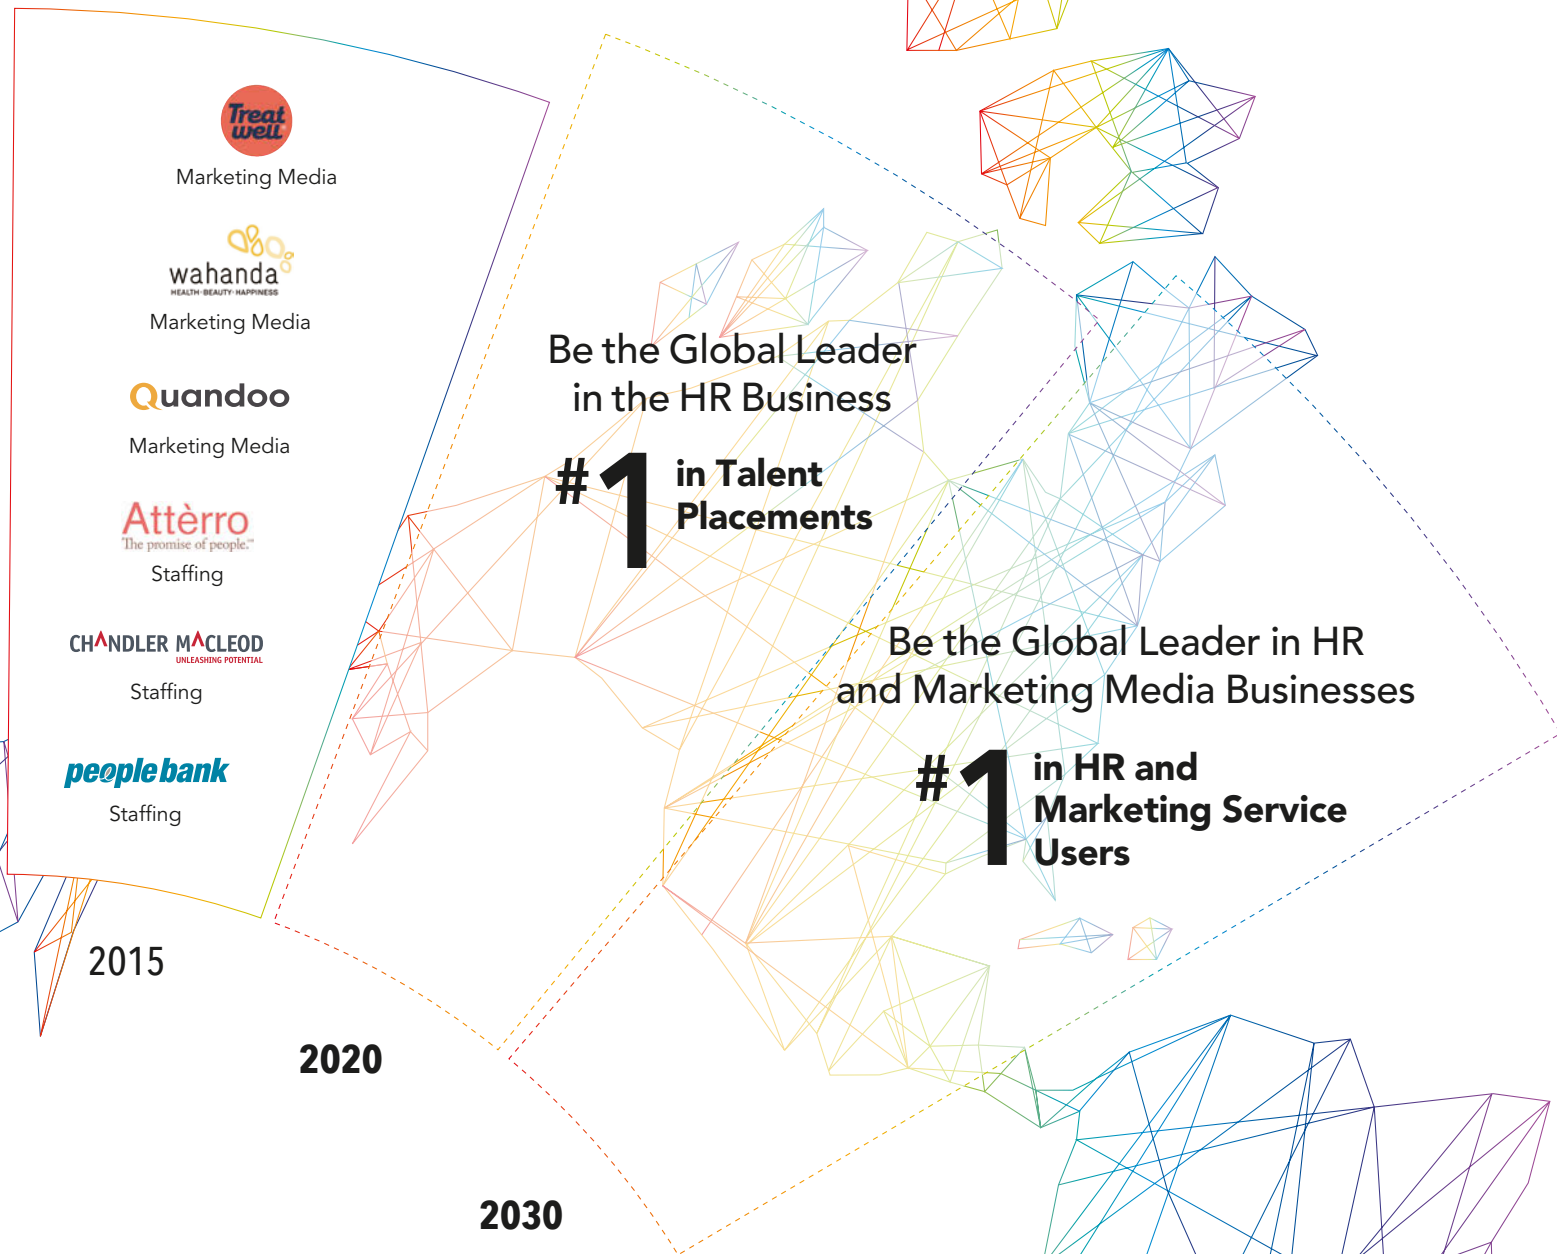 Treat
well
Marketing Media
wahanda
HEALTH·BEAUTY·HAPPINESS
Marketing Media
Quandoo
Marketing Media
Attèrro
The promise of people.℠
Staffing
CHANDLER MACLEOD
UNLEASHING POTENTIAL
Staffing
peoplebank
Staffing
2015
Be the Global Leader
in the HR Business
#1 in Talent
Placements
2020
Be the Global Leader in HR
and Marketing Media Businesses
#1 in HR and
Marketing Service
Users
2030